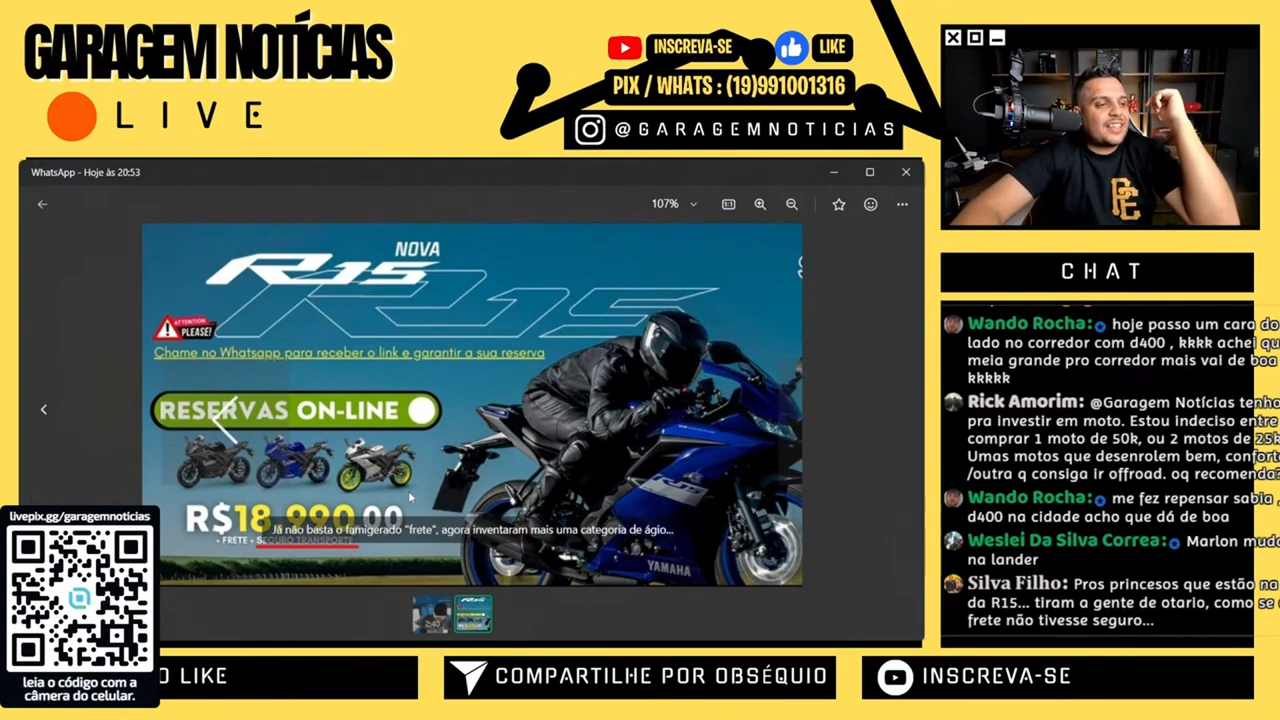 GARAGEM NOTÍCIAS
LIVE
INSCREVA-SE
LIKE
PIX / WHATS : (19)991001316
@GARAGEMNOTICIAS
WhatsApp - Hoje às 20:53
107%
NOVA
R15
R15
ATTENTION
PLEASE!
Chame no Whatsapp para receber o link e garantir a sua reserva
RESERVAS ON-LINE
R$18.990,00
Já não basta o famigerado "frete", agora inventaram mais uma categoria de ágio...
+ FRETE + SEGURO TRANSPORTE
R15
YAMAHA
2:40
CHAT
Wando Rocha: hoje passo um cara do
lado no corredor com d400 , kkkk achei qu
meia grande pro corredor mais vai de boa
kkkkk
Rick Amorim: @Garagem Notícias tenho
pra investir em moto. Estou indeciso entre
comprar 1 moto de 50k, ou 2 motos de 25k
Umas motos que desenrolem bem, confort
/outra q consiga ir offroad. oq recomenda?
Wando Rocha: me fez repensar sabia ,
d400 na cidade acho que dá de boa
Weslei Da Silva Correa: Marlon mudo
na lander
Silva Filho: Pros princesos que estão na
da R15... tiram a gente de otario, como se
frete não tivesse seguro...
livepix.gg/garagemnoticias
leia o código com a
câmera do celular.
O LIKE
COMPARTILHE POR OBSÉQUIO
INSCREVA-SE